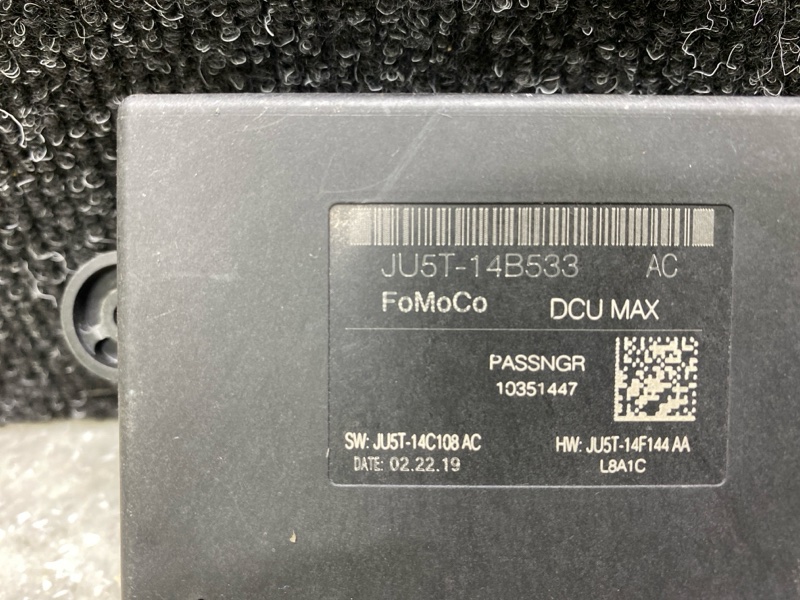 JU5T-14B533 AC
FoMoCo DCU MAX
PASSNGR
10351447
SW: JU5T-14C108 AC HW: JU5T-14F144 AA
DATE: 02.22.19 L8A1C